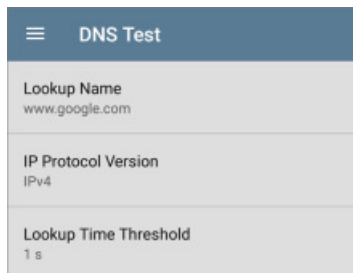 DNS Test
Lookup Name
www.google.com
IP Protocol Version
IPv4
Lookup Time Threshold
1 s